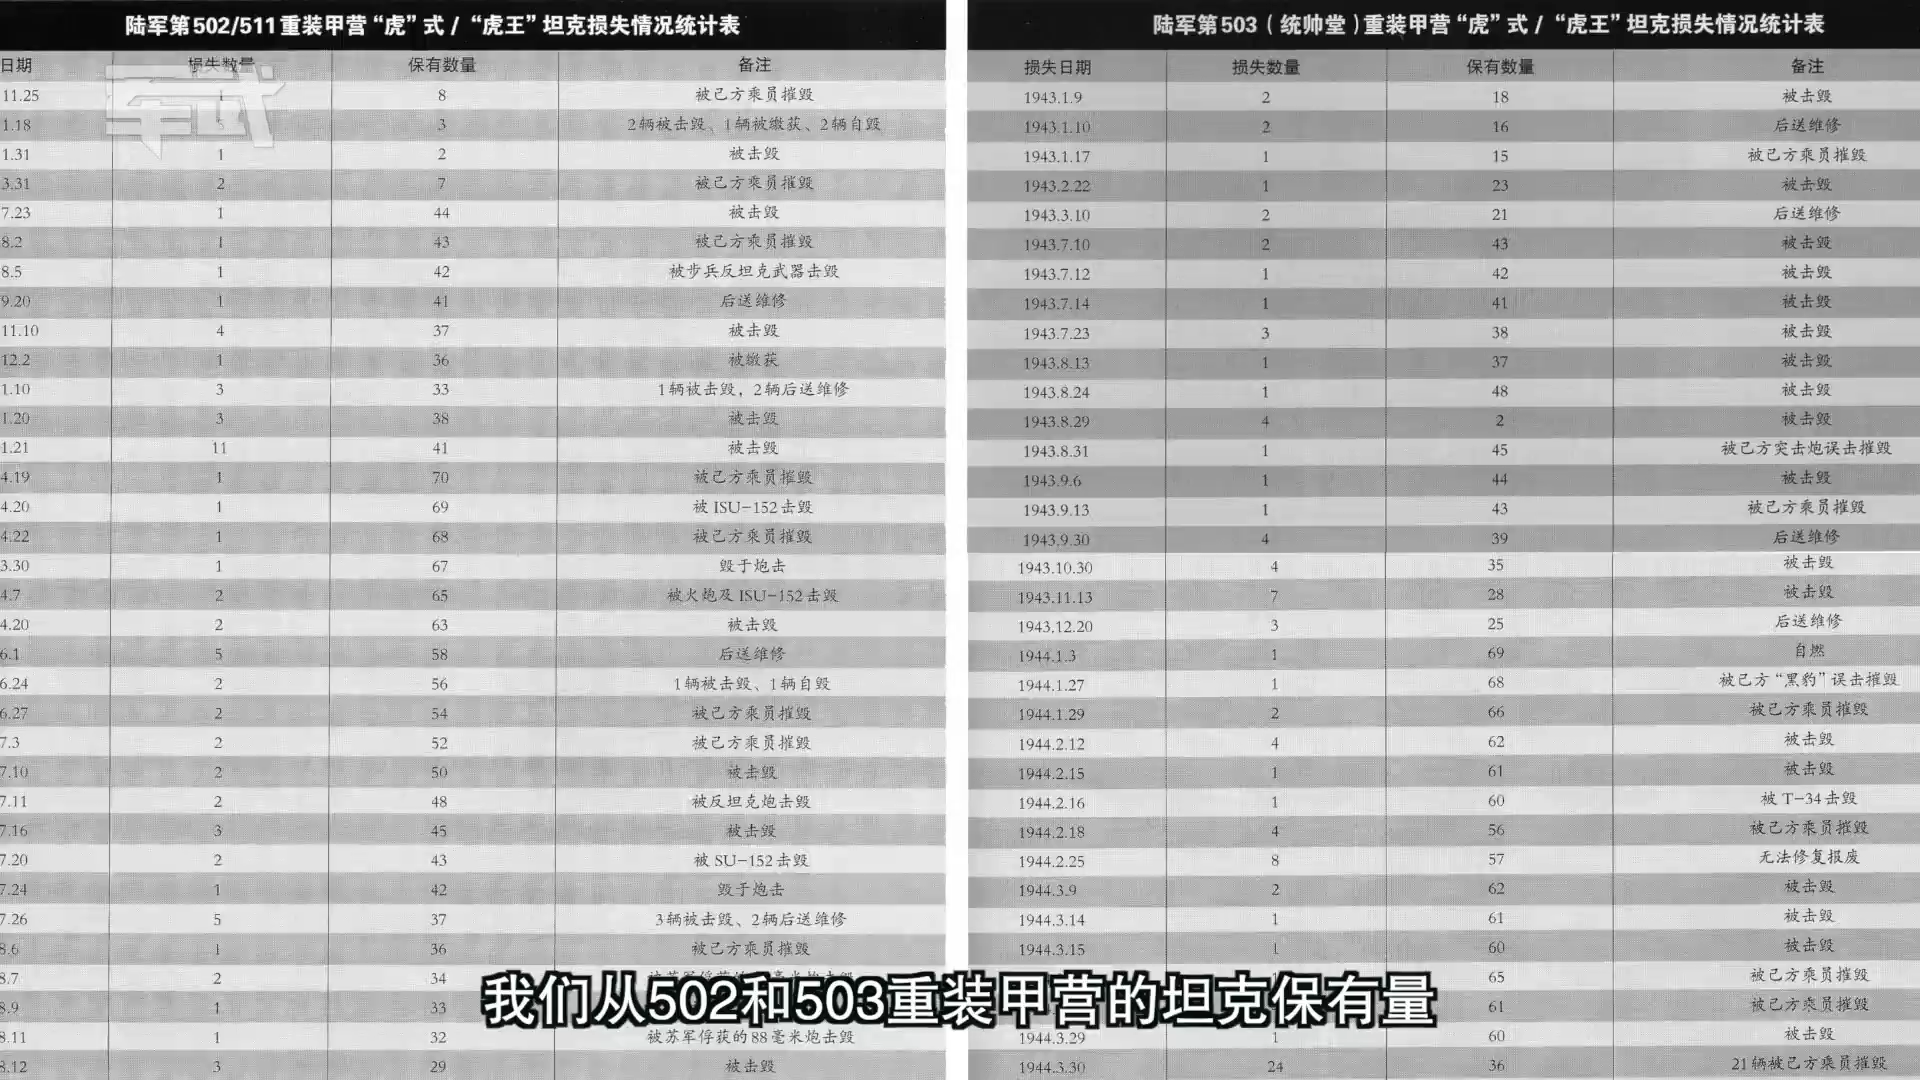 陆军第502/511重装甲营“虎”式 / “虎王”坦克损失情况统计表
日期 损失数量 保有数量 备注
11.25 1 8 被己方乘员摧毁
1.18 5 3 2辆被击毁、1辆被缴获、2辆自毁
1.31 1 2 被击毁
3.31 2 7 被己方乘员摧毁
7.23 1 44 被击毁
8.2 1 43 被己方乘员摧毁
8.5 1 42 被步兵反坦克武器击毁
9.20 1 41 后送维修
11.10 4 37 被击毁
12.2 1 36 被缴获
1.10 3 33 1辆被击毁，2辆后送维修
1.20 3 38 被击毁
1.21 11 41 被击毁
4.19 1 70 被己方乘员摧毁
4.20 1 69 被 ISU-152击毁
4.22 1 68 被己方乘员摧毁
3.30 1 67 毁于炮击
4.7 2 65 被火炮及 ISU-152击毁
4.20 2 63 被击毁
6.1 5 58 后送维修
6.24 2 56 1辆被击毁、1辆自毁
6.27 2 54 被己方乘员摧毁
7.3 2 52 被己方乘员摧毁
7.10 2 50 被击毁
7.11 2 48 被反坦克炮击毁
7.16 3 45 被击毁
7.20 2 43 被 SU-152击毁
7.24 1 42 毁于炮击
7.26 5 37 3辆被击毁、2辆后送维修
8.6 1 36 被己方乘员摧毁
8.7 2 34
8.9 1 33
8.11 1 32 被苏军俘获的88毫米炮击毁
8.12 3 29 被击毁
陆军第503（统帅堂）重装甲营“虎”式 / “虎王”坦克损失情况统计表
损失日期 损失数量 保有数量 备注
1943.1.9 2 18 被击毁
1943.1.10 2 16 后送维修
1943.1.17 1 15 被己方乘员摧毁
1943.2.22 1 23 被击毁
1943.3.10 2 21 后送维修
1943.7.10 2 43 被击毁
1943.7.12 1 42 被击毁
1943.7.14 1 41 被击毁
1943.7.23 3 38 被击毁
1943.8.13 1 37 被击毁
1943.8.24 1 48 被击毁
1943.8.29 4 2 被击毁
1943.8.31 1 45 被己方突击炮误击摧毁
1943.9.6 1 44 被击毁
1943.9.13 1 43 被己方乘员摧毁
1943.9.30 4 39 后送维修
1943.10.30 4 35 被击毁
1943.11.13 7 28 被击毁
1943.12.20 3 25 后送维修
1944.1.3 1 69 自燃
1944.1.27 1 68 被己方“黑豹”误击摧毁
1944.1.29 2 66 被己方乘员摧毁
1944.2.12 4 62 被击毁
1944.2.15 1 61 被击毁
1944.2.16 1 60 被 T-34击毁
1944.2.18 4 56 被己方乘员摧毁
1944.2.25 8 57 无法修复报废
1944.3.9 2 62 被击毁
1944.3.14 1 61 被击毁
1944.3.15 1 60 被击毁
65 被己方乘员摧毁
61 被己方乘员摧毁
1944.3.29 1 60 被击毁
1944.3.30 24 36 21辆被己方乘员摧毁
军武
我们从502和503重装甲营的坦克保有量